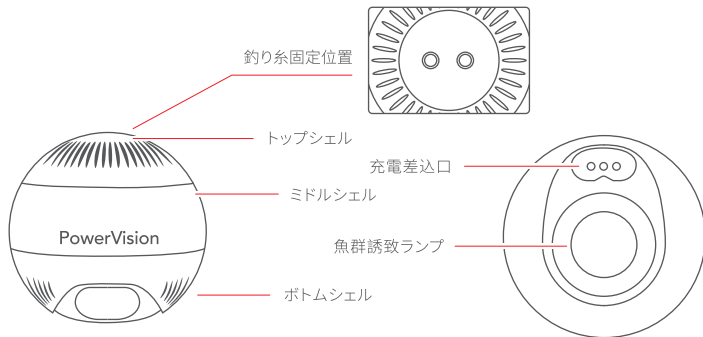 釣り糸固定位置
トップシェル
ミドルシェル
PowerVision
ボトムシェル
充電差込口
魚群誘致ランプ